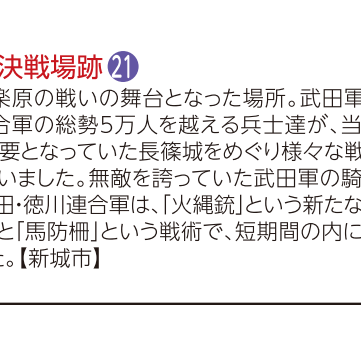 決戦場跡 21
楽原の戦いの舞台となった場所。武田軍
合軍の総勢5万人を越える兵士達が、当
要となっていた長篠城をめぐり様々な戦
いました。無敵を誇っていた武田軍の騎
田・徳川連合軍は、「火縄銃」という新たな
と「馬防柵」という戦術で、短期間の内に
た。【新城市】